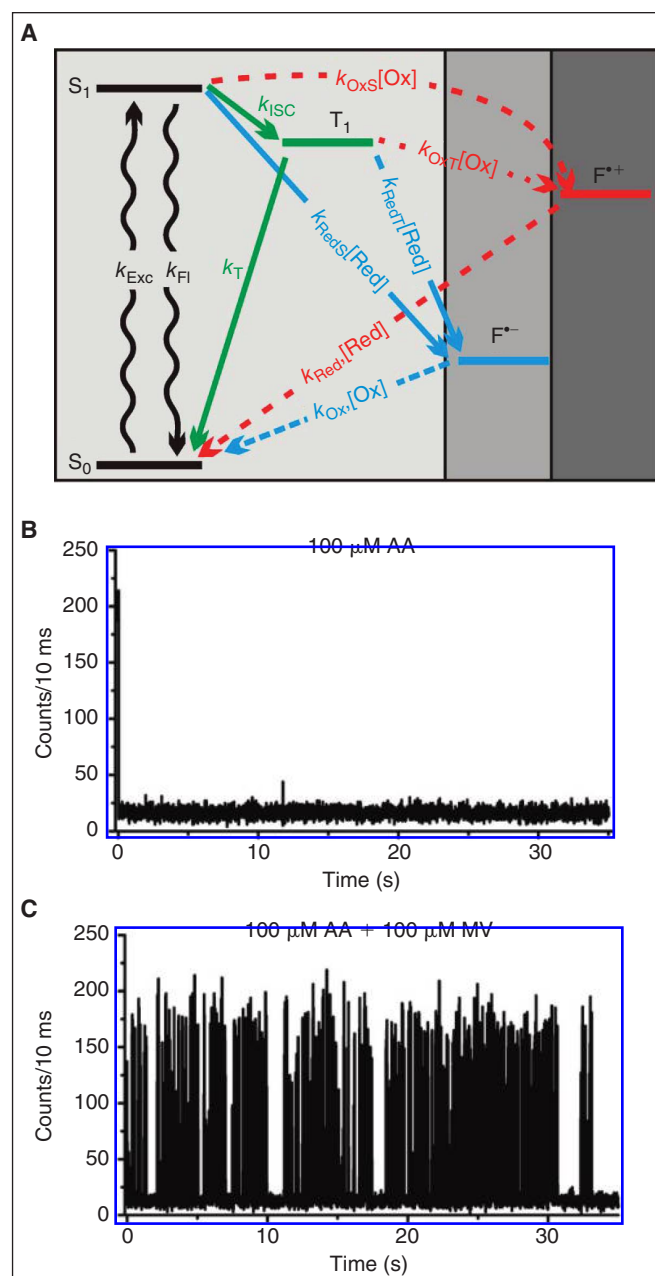 A
S1
kOxS[Ox]
kISC
T1
kOxT[Ox]
F•+
kRedT[Red]
kRedS[Red]
kExc
kFl
kT
kRed,[Red]
F•−
kOx,[Ox]
S0
B
100 μM AA
250
200
150
100
50
0
Counts/10 ms
0 10 20 30
Time (s)
C
100 μM AA + 100 μM MV
250
200
150
100
50
0
Counts/10 ms
0 10 20 30
Time (s)